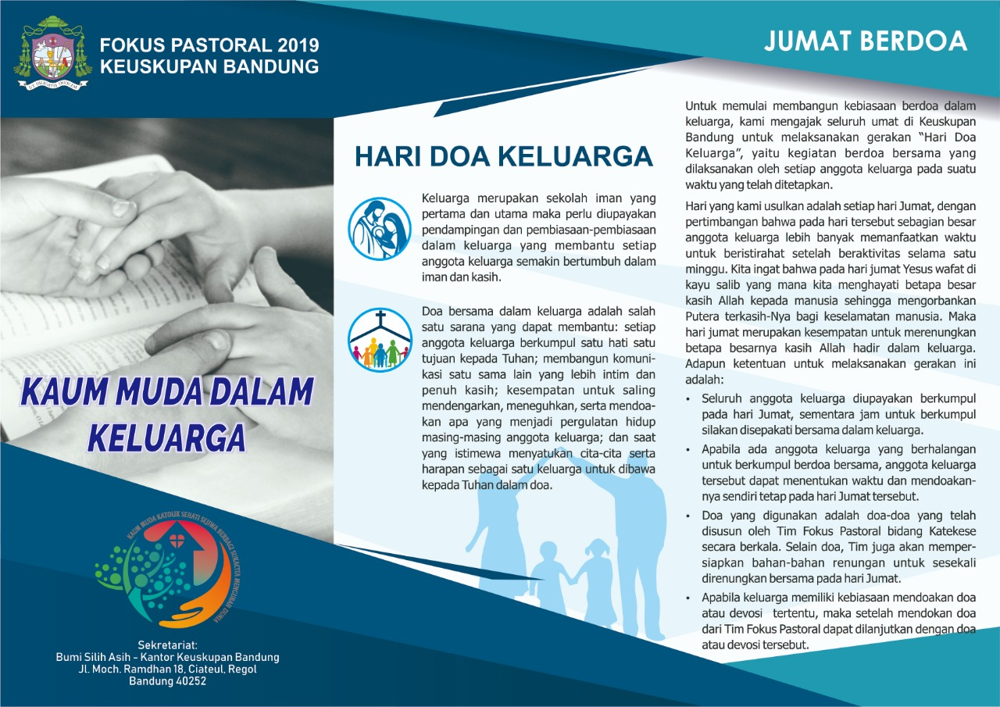 FOKUS PASTORAL 2019
KEUSKUPAN BANDUNG
UT DILIGATIS INVICEM
KAUM MUDA DALAM
KELUARGA
KAUM MUDA KATOLIK SEHATI SEJIWA BERBAGI SUKACITA MENGUBAH DUNIA
Sekretariat:
Bumi Silih Asih - Kantor Keuskupan Bandung
Jl. Moch. Ramdhan 18, Ciateul, Regol
Bandung 40252
HARI DOA KELUARGA
Keluarga merupakan sekolah iman yang
pertama dan utama maka perlu diupayakan
pendampingan dan pembiasaan-pembiasaan
dalam keluarga yang membantu setiap
anggota keluarga semakin bertumbuh dalam
iman dan kasih.
Doa bersama dalam keluarga adalah salah
satu sarana yang dapat membantu: setiap
anggota keluarga berkumpul satu hati satu
tujuan kepada Tuhan; membangun komuni-
kasi satu sama lain yang lebih intim dan
penuh kasih; kesempatan untuk saling
mendengarkan, meneguhkan, serta mendoa-
kan apa yang menjadi pergulatan hidup
masing-masing anggota keluarga; dan saat
yang istimewa menyatukan cita-cita serta
harapan sebagai satu keluarga untuk dibawa
kepada Tuhan dalam doa.
JUMAT BERDOA
Untuk memulai membangun kebiasaan berdoa dalam
keluarga, kami mengajak seluruh umat di Keuskupan
Bandung untuk melaksanakan gerakan “Hari Doa
Keluarga”, yaitu kegiatan berdoa bersama yang
dilaksanakan oleh setiap anggota keluarga pada suatu
waktu yang telah ditetapkan.
Hari yang kami usulkan adalah setiap hari Jumat, dengan
pertimbangan bahwa pada hari tersebut sebagian besar
anggota keluarga lebih banyak memanfaatkan waktu
untuk beristirahat setelah beraktivitas selama satu
minggu. Kita ingat bahwa pada hari jumat Yesus wafat di
kayu salib yang mana kita menghayati betapa besar
kasih Allah kepada manusia sehingga mengorbankan
Putera terkasih-Nya bagi keselamatan manusia. Maka
hari jumat merupakan kesempatan untuk merenungkan
betapa besarnya kasih Allah hadir dalam keluarga.
Adapun ketentuan untuk melaksanakan gerakan ini
adalah:
• Seluruh anggota keluarga diupayakan berkumpul
pada hari Jumat, sementara jam untuk berkumpul
silakan disepakati bersama dalam keluarga.
• Apabila ada anggota keluarga yang berhalangan
untuk berkumpul berdoa bersama, anggota keluarga
tersebut dapat menentukan waktu dan mendoakan-
nya sendiri tetap pada hari Jumat tersebut.
• Doa yang digunakan adalah doa-doa yang telah
disusun oleh Tim Fokus Pastoral bidang Katekese
secara berkala. Selain doa, Tim juga akan memper-
siapkan bahan-bahan renungan untuk sesekali
direnungkan bersama pada hari Jumat.
• Apabila keluarga memiliki kebiasaan mendoakan doa
atau devosi tertentu, maka setelah mendokan doa
dari Tim Fokus Pastoral dapat dilanjutkan dengan doa
atau devosi tersebut.